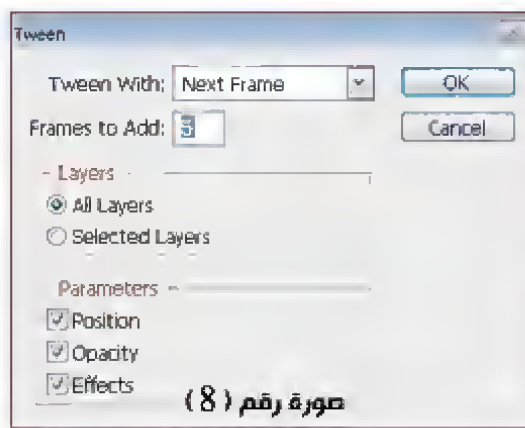 Tween
Tween With: Next Frame OK
Frames to Add: 5 Cancel
Layers
All Layers
Selected Layers
Parameters
Position
Opacity
Effects
صورة رقم (8)